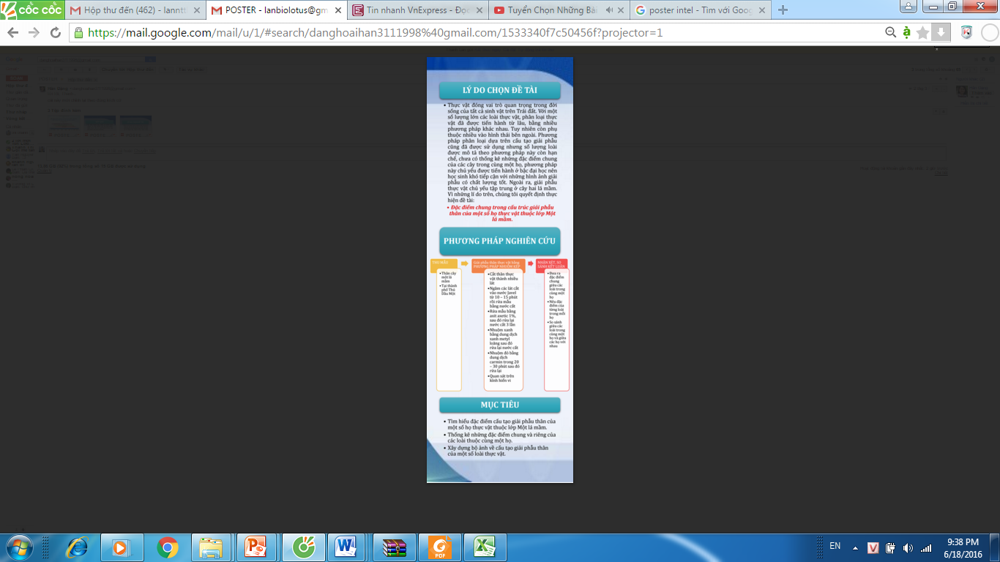 cốc cốc
Hộp thư đến (462) - lanntt
POSTER - lanbiolotus@gm
Tin nhanh VnExpress - Đọc
Tuyển Chọn Những Bài
poster intel - Tìm với Goog
https://mail.google.com/mail/u/1/#search/danghoaihan3111998%40gmail.com/1533340f7c50456f?projector=1
LÝ DO CHỌN ĐỀ TÀI
• Thực vật đóng vai trò quan trọng trong đời
sống của tất cả sinh vật trên Trái đất. Với một
số lượng lớn các loài thực vật, phân loại thực
vật đã được tiến hành từ lâu, bằng nhiều
phương pháp khác nhau. Tuy nhiên còn phụ
thuộc nhiều vào hình thái bên ngoài. Phương
pháp phân loại dựa trên cấu tạo giải phẫu
cũng đã được sử dụng nhưng số lượng loài
được mô tả theo phương pháp này còn hạn
chế, chưa có thống kê những đặc điểm chung
của các cây trong cùng một họ, phương pháp
này chủ yếu được tiến hành ở bậc đại học nên
học sinh khó tiếp cận với những hình ảnh giải
phẫu có chất lượng tốt. Ngoài ra, giải phẫu
thực vật chủ yếu tập trung ở cây hai lá mầm.
Vì những lí do trên, chúng tôi quyết định thực
hiện đề tài:
• Đặc điểm chung trong cấu trúc giải phẫu
thân của một số họ thực vật thuộc lớp Một
lá mầm.
PHƯƠNG PHÁP NGHIÊN CỨU
THU MẪU
• Thân cây
một lá
mầm
• Tại thành
phố Thủ
Dầu Một
Giải phẫu thân thực vật bằng
PHƯƠNG PHÁP NHUỘM KÉP
• Cắt thân thực
vật thành nhiều
lát
• Ngâm các lát cắt
vào nước Javel
từ 10 – 15 phút
rồi rửa mẫu
bằng nước cất
• Rửa mẫu bằng
axit axetic 1%,
sau đó rửa lại
nước cất 3 lần
• Nhuộm xanh
bằng dung dịch
xanh metyl
loãng sau đó
rửa lại nước cất
• Nhuộm đỏ bằng
dung dịch
carmin trong 20
– 30 phút sau đó
rửa lại
• Quan sát trên
kính hiển vi
NHẬN XÉT, SO
SÁNH KẾT LUẬN
• Đưa ra
đặc điểm
chung
giữa các
loài trong
cùng một
họ
• Nêu đặc
điểm của
từng loài
trong mỗi
họ
• So sánh
giữa các
loài trong
cùng một
họ và giữa
các họ với
nhau
MỤC TIÊU
• Tìm hiểu đặc điểm cấu tạo giải phẫu thân của
một số họ thực vật thuộc lớp Một lá mầm.
• Thống kê những đặc điểm chung và riêng của
các loài thuộc cùng một họ.
• Xây dựng bộ ảnh về cấu tạo giải phẫu thân
của một số loài thực vật.
PDF
EN
9:38 PM
6/18/2016